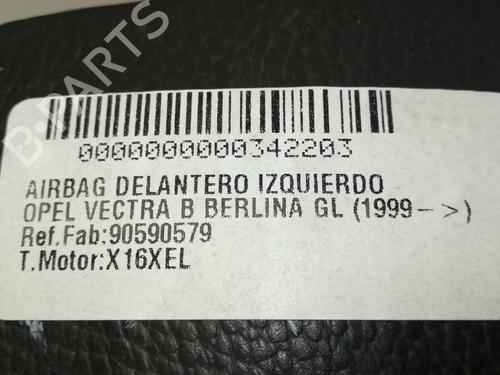 B-PARTS
0000000000342203
AIRBAG DELANTERO IZQUIERDO
OPEL VECTRA B BERLINA GL (1999-->)
Ref.Fab:90590579
T.Motor:X16XEL